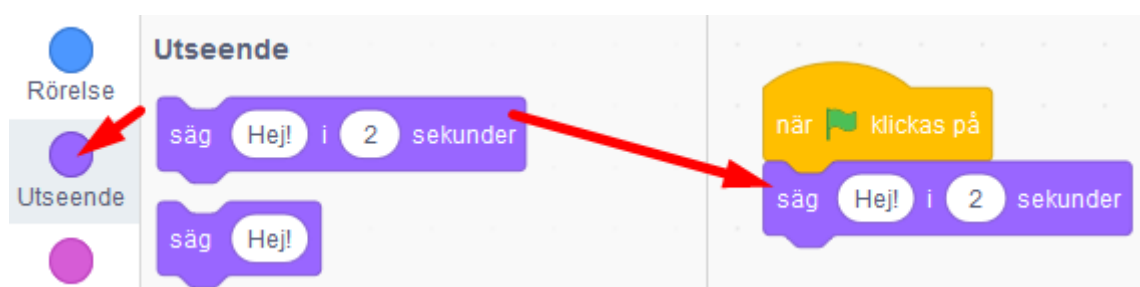 Utseende
Rörelse
Utseende
säg Hej! i 2 sekunder
säg Hej!
när klickas på
säg Hej! i 2 sekunder